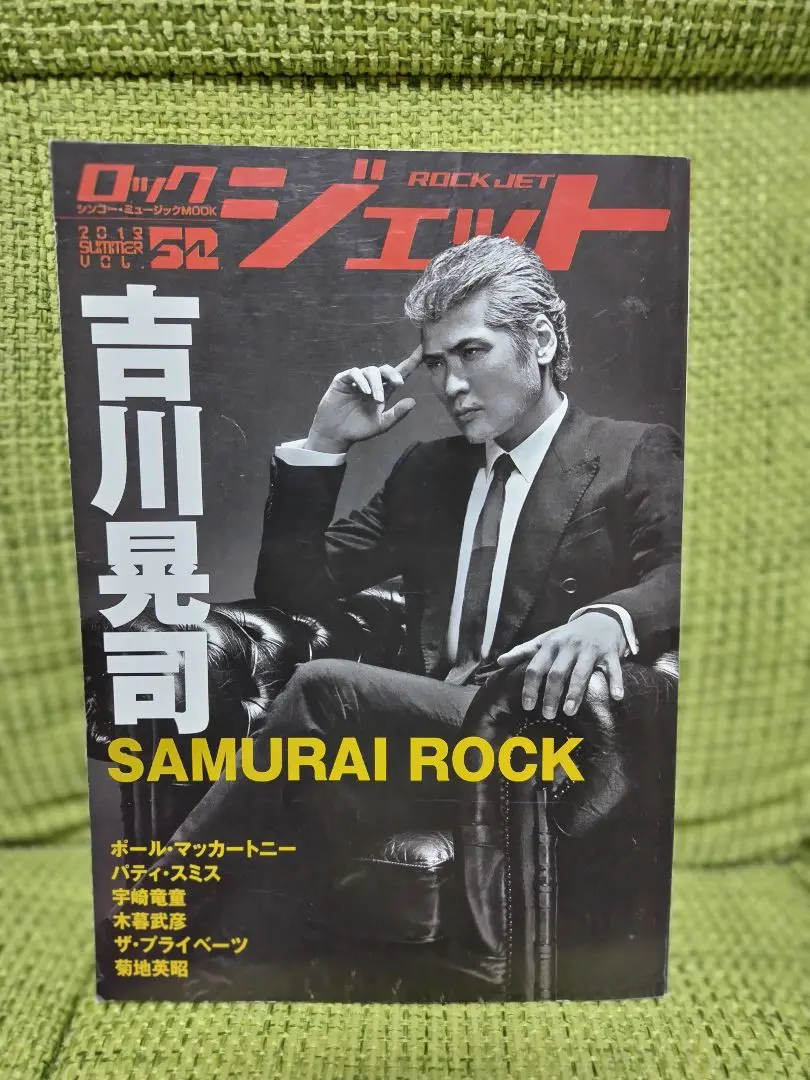 ロック
ジェット
ROCK JET
シンコー・ミュージックMOOK
2013
SUMMER
VOL. 52
吉川晃司
SAMURAI ROCK
ポール・マッカートニー
パティ・スミス
宇崎竜童
木暮武彦
ザ・プライベーツ
菊地英昭